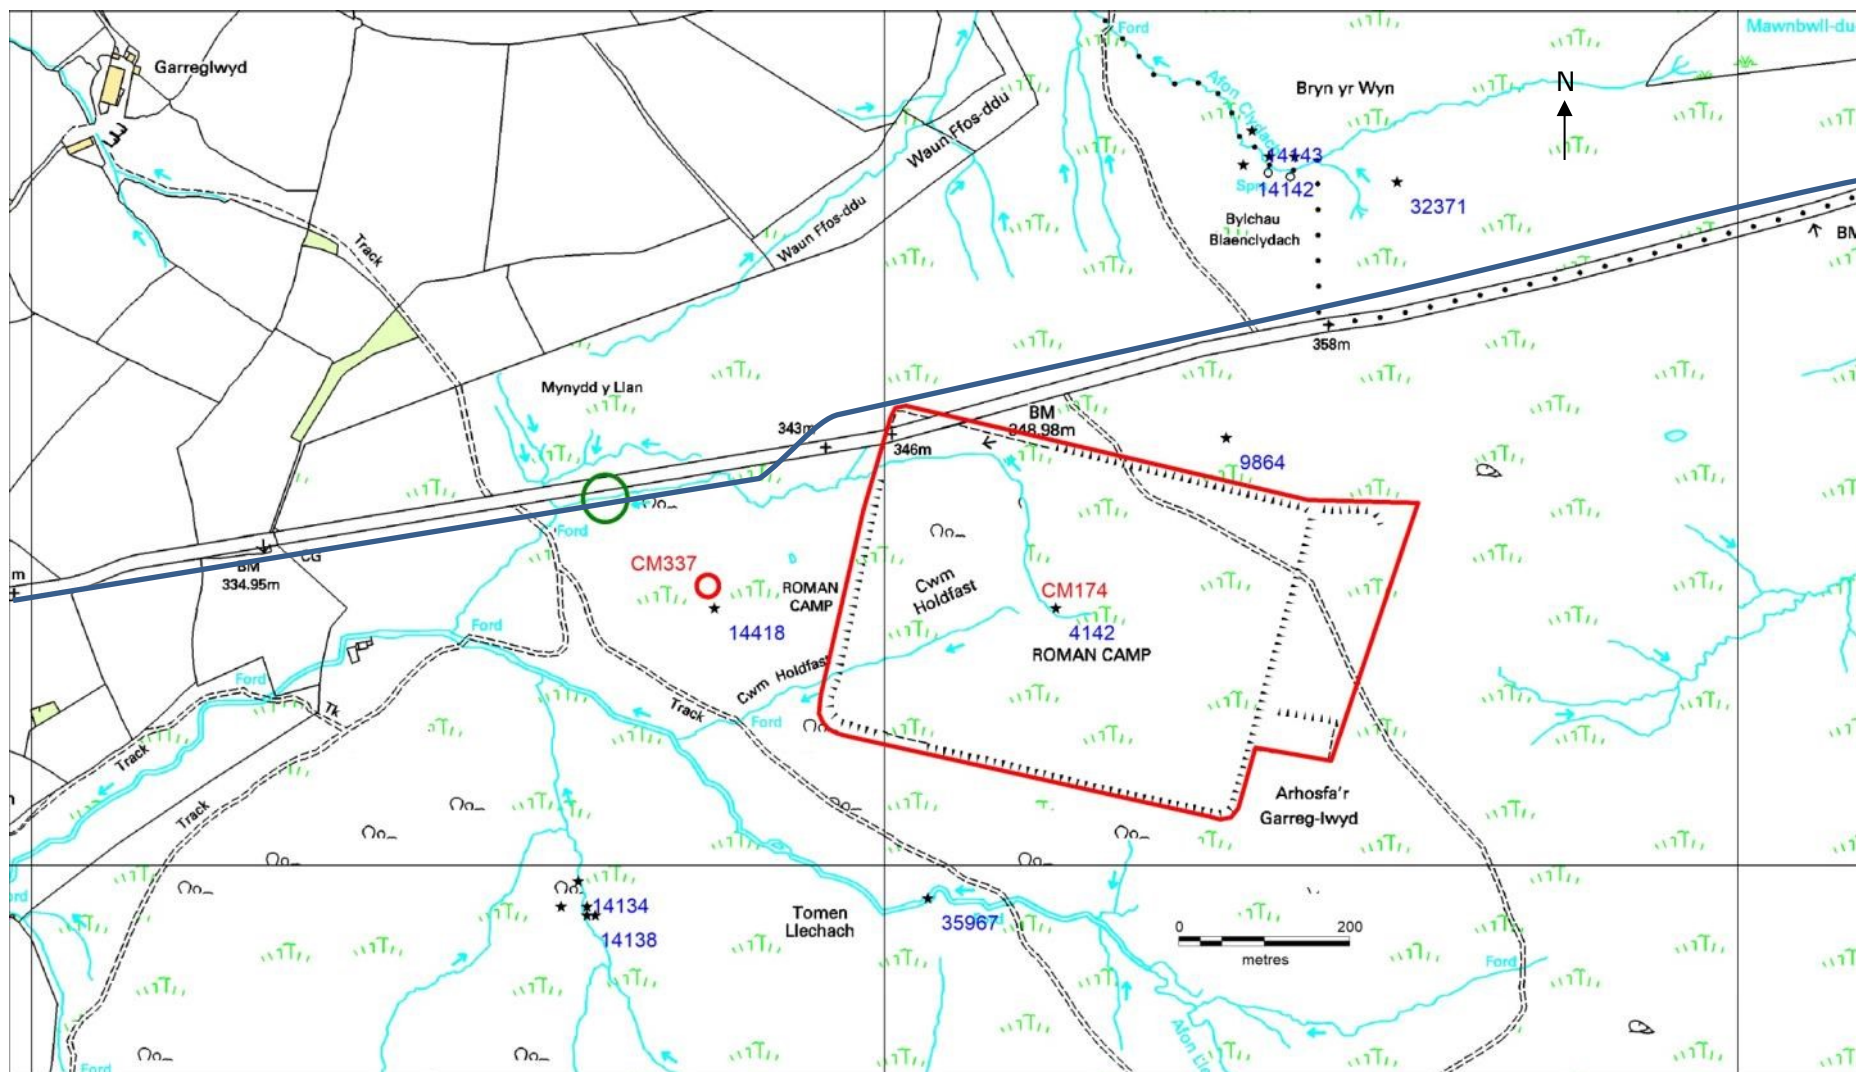 Ford
Mawnbwll-du
Garreglwyd
Afon Clydach
Bryn yr Wyn
N
Waun Ffos-ddu
14143
14142
32371
Bylchau
Blaenclydach
BM
Track
Waun Ffos-ddu
358m
Mynydd y Llan
343m
346m
BM
348.98m
9864
Ford
CG
BM
334.95m
m
CM337
ROMAN
CAMP
Cwm
Holdfast
CM174
14418
4142
ROMAN CAMP
Ford
Cwm Holdfast
Ford
Track
Ford
Tk
Track
Track
Arhosfa'r
Garreg-lwyd
14134
14138
Tomen
Llechach
35967
0
200
metres
Ford
Ford